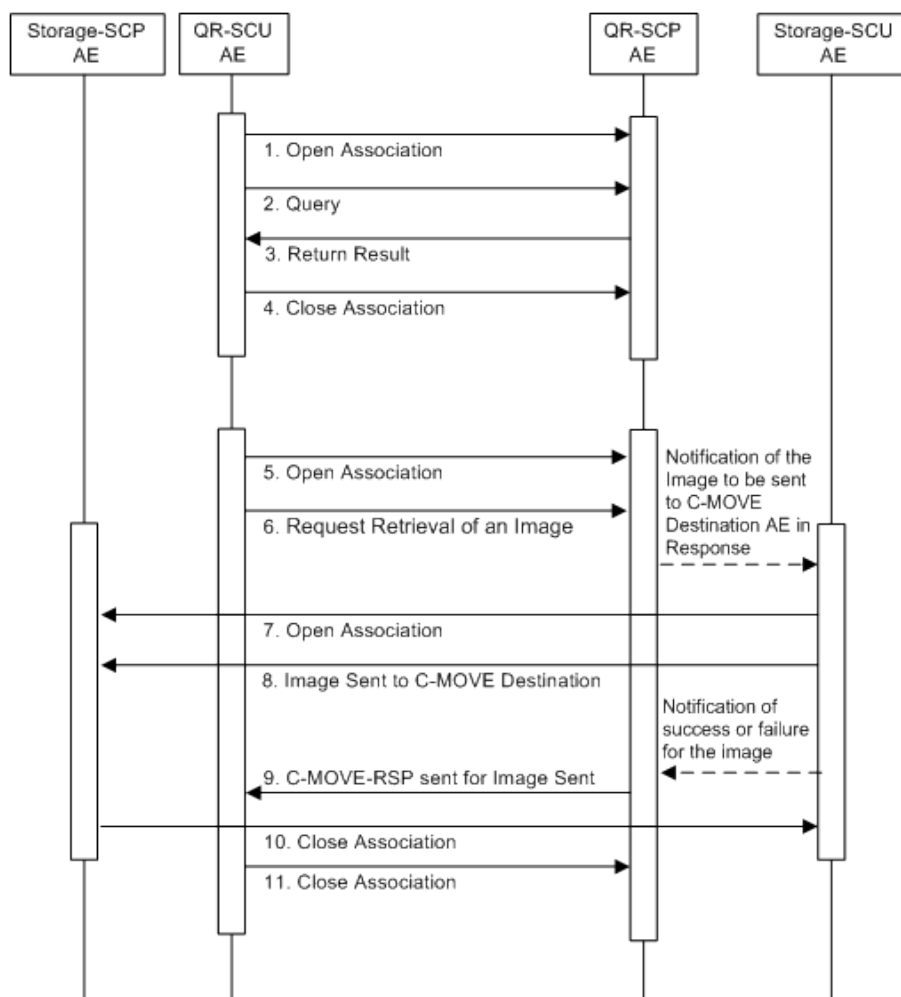 Storage-SCP
AE
QR-SCU
AE
QR-SCP
AE
Storage-SCU
AE
1. Open Association
2. Query
3. Return Result
4. Close Association
5. Open Association
6. Request Retrieval of an Image
Notification of the
Image to be sent
to C-MOVE
Destination AE in
Response
7. Open Association
8. Image Sent to C-MOVE Destination
Notification of
success or failure
for the image
9. C-MOVE-RSP sent for Image Sent
10. Close Association
11. Close Association